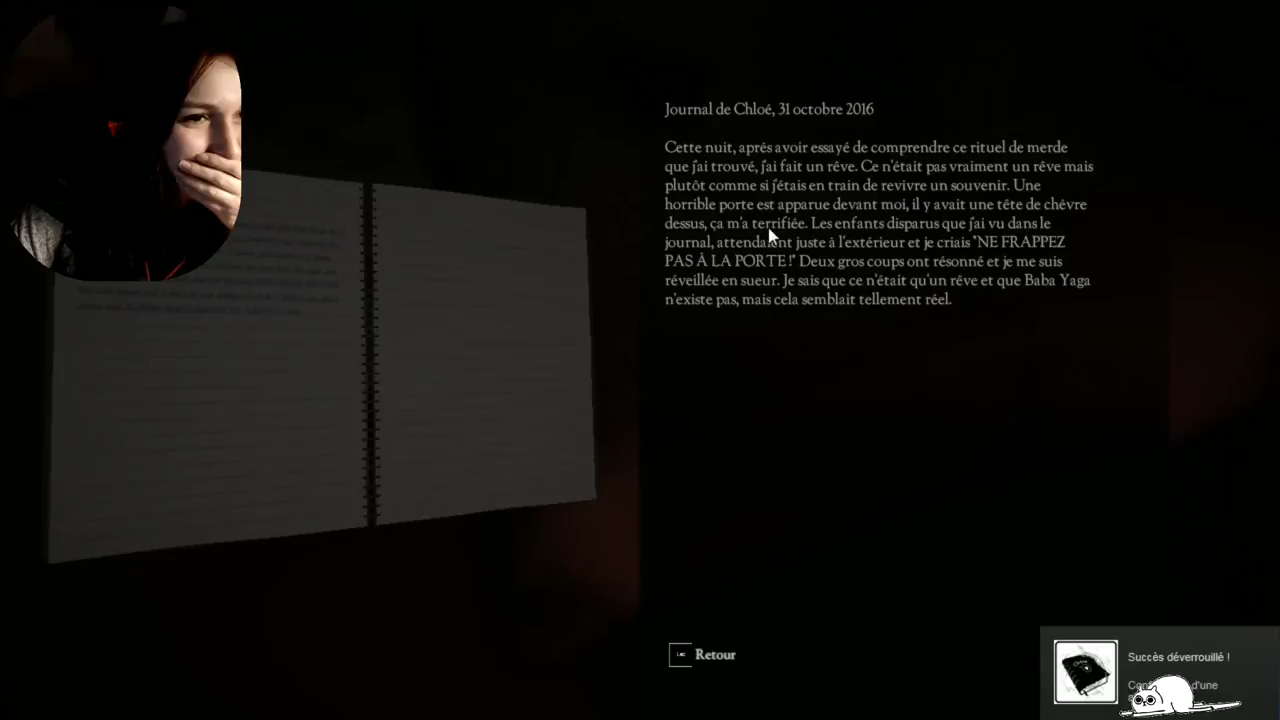 Journal de Chloé, 31 octobre 2016
Cette nuit, après avoir essayé de comprendre ce rituel de merde
que j'ai trouvé, j'ai fait un rêve. Ce n'était pas vraiment un rêve mais
plutôt comme si j'étais en train de revivre un souvenir. Une
horrible porte est apparue devant moi, il y avait une tête de chèvre
dessus, ça m'a terrifiée. Les enfants disparus que j'ai vu dans le
journal, attendaient juste à l'extérieur et je criais "NE FRAPPEZ
PAS À LA PORTE !" Deux gros coups ont résonné et je me suis
réveillée en sueur. Je sais que ce n'était qu'un rêve et que Baba Yaga
n'existe pas, mais cela semblait tellement réel.
Retour
Succès déverrouillé !
d'une